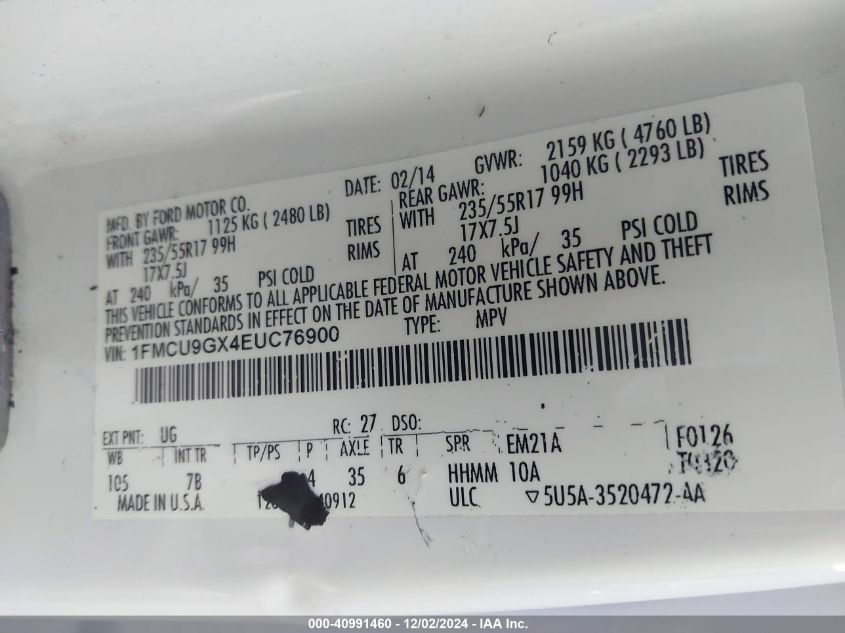 MFD. BY FORD MOTOR CO. DATE: 02/14 GVWR: 2159 KG ( 4760 LB)
FRONT GAWR: 1125 KG ( 2480 LB) REAR GAWR: 1040 KG ( 2293 LB)
WITH 235/55R17 99H TIRES WITH 235/55R17 99H TIRES
17X7.5J RIMS 17X7.5J RIMS
AT 240 kPa/ 35 PSI COLD AT 240 kPa/ 35 PSI COLD
THIS VEHICLE CONFORMS TO ALL APPLICABLE FEDERAL MOTOR VEHICLE SAFETY AND THEFT
PREVENTION STANDARDS IN EFFECT ON THE DATE OF MANUFACTURE SHOWN ABOVE.
VIN: 1FMCU9GX4EUC76900 TYPE: MPV
EXT PNT: UG RC: 27 DSO:
WB INT TR TP/PS P AXLE TR SPR EM21A F0126
105 7B 4 35 6 HHMM 10A T0420
MADE IN U.S.A. 0912 ULC ▽5U5A-3520472-AA
000-40991460 - 12/02/2024 - IAA Inc.